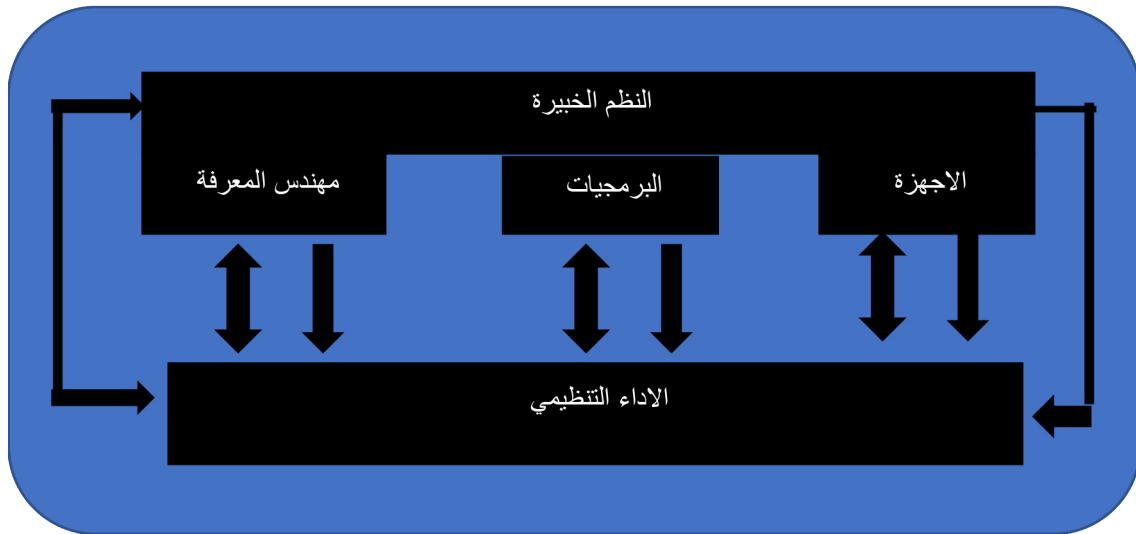 النظم الخبيرة
الاجهزة
البرمجيات
مهندس المعرفة
الاداء التنظيمي